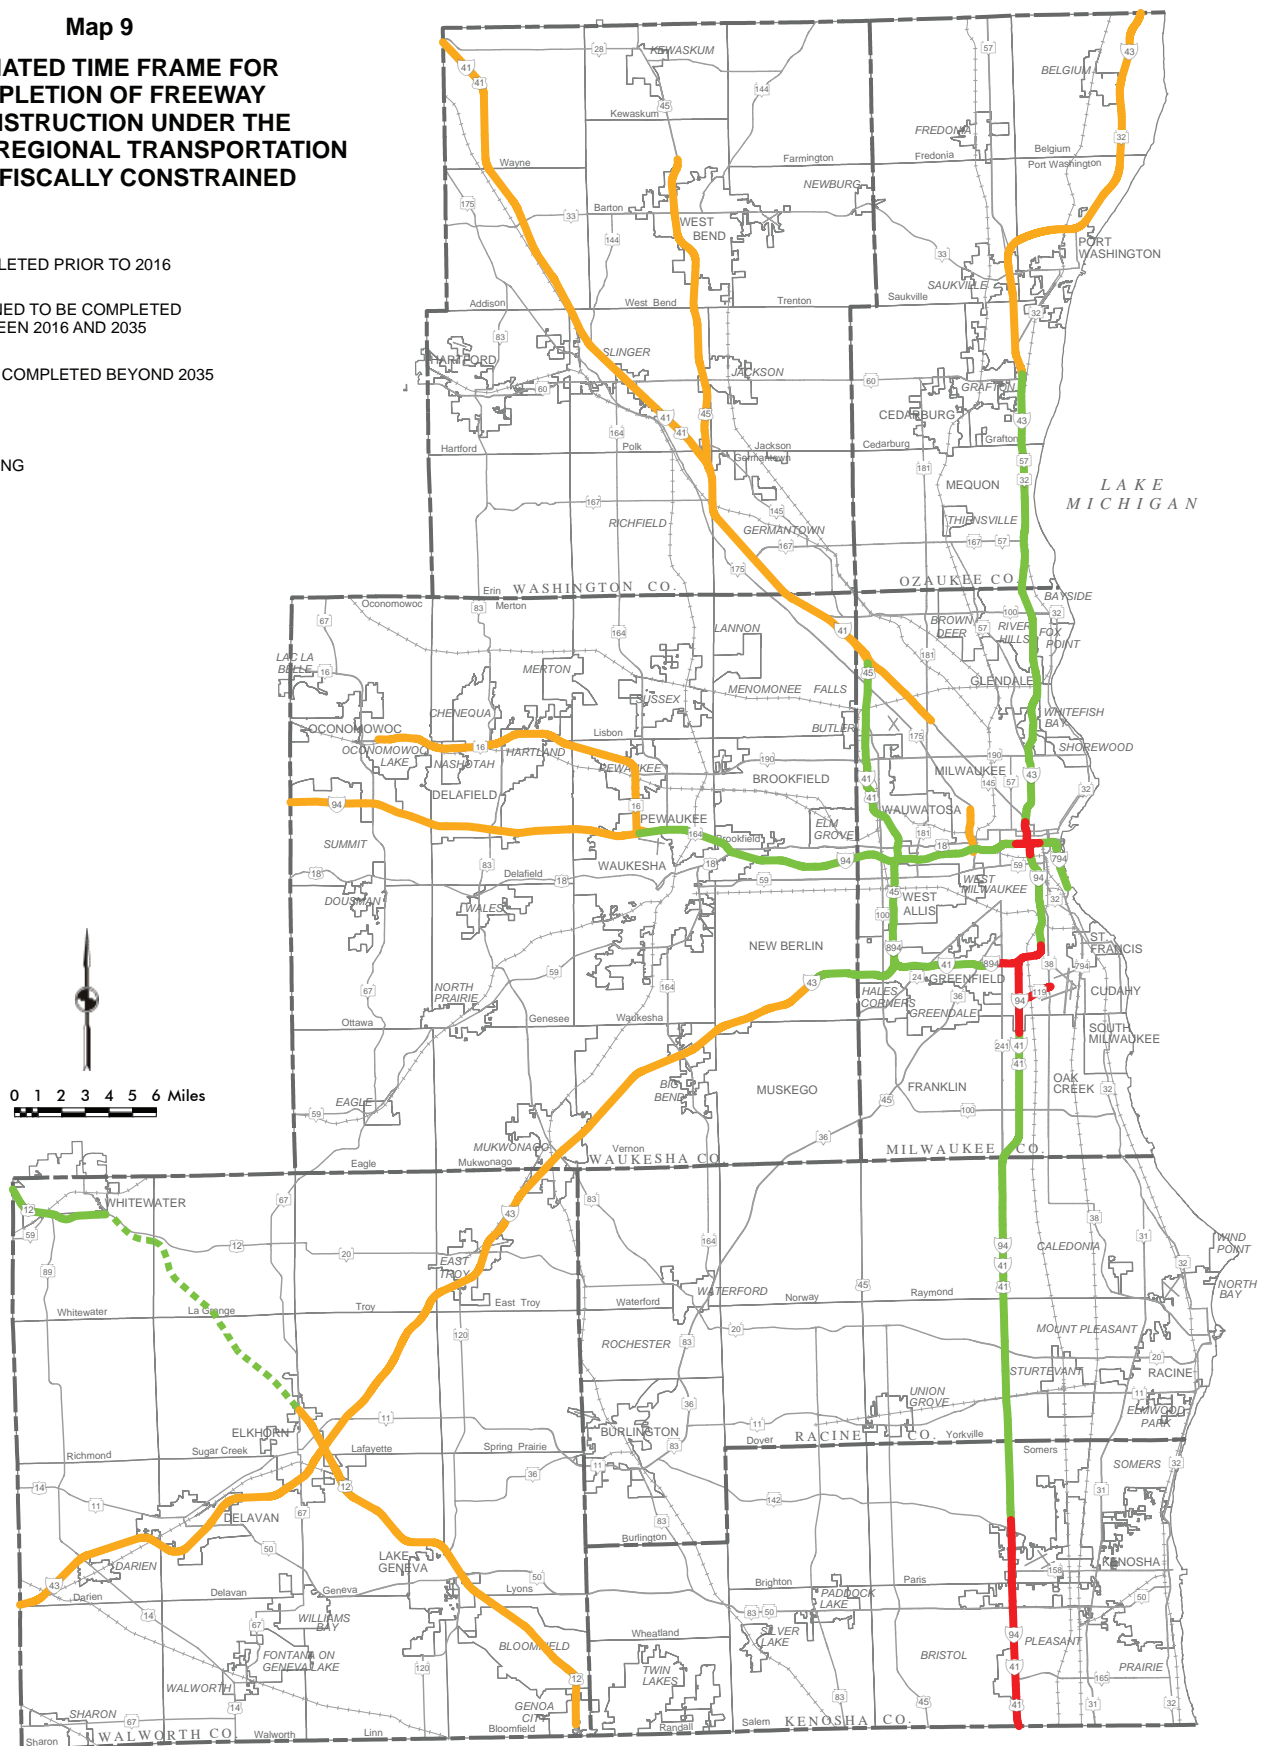 Map 9
IATED TIME FRAME FOR
PLETION OF FREEWAY
NSTRUCTION UNDER THE
REGIONAL TRANSPORTATION
FISCALLY CONSTRAINED
LETED PRIOR TO 2016
NED TO BE COMPLETED
EEN 2016 AND 2035
COMPLETED BEYOND 2035
NG
0 1 2 3 4 5 6 Miles
LAKE
MICHIGAN
KEWASKUM
Kewaskum
Wayne
Barton
WEST
BEND
Farmington
NEWBURG
Addison
West Bend
Trenton
HARTFORD
SLINGER
JACKSON
Hartford
Polk
Jackson
Germantown
RICHFIELD
GERMANTOWN
Erin
WASHINGTON CO.
BELGIUM
FREDONIA
Fredonia
Belgium
Port Washington
PORT
WASHINGTON
SAUKVILLE
Saukville
GRAFTON
CEDARBURG
Cedarburg
Grafton
MEQUON
THIENSVILLE
OZAUKEE CO.
Oconomowoc
Merton
LAC LA
BELLE
MERTON
LANNON
CHENEQUA
SUSSEX
MENOMONEE FALLS
OCONOMOWOC
OCONOMOWOC
LAKE
NASHOTAH
HARTLAND
Lisbon
PEWAUKEE
BUTLER
BROOKFIELD
DELAFIELD
PEWAUKEE
Brookfield
ELM
GROVE
SUMMIT
WAUKESHA
Delafield
DOUSMAN
WALES
NEW BERLIN
NORTH
PRAIRIE
Ottawa
Genesee
Waukesha
BIG
BEND
MUSKEGO
EAGLE
MUKWONAGO
Eagle
Mukwonago
Vernon
WAUKESHA CO.
BAYSIDE
BROWN
DEER
RIVER
HILLS
FOX
POINT
GLENDALE
WHITEFISH
BAY
SHOREWOOD
MILWAUKEE
WAUWATOSA
WEST
MILWAUKEE
WEST
ALLIS
ST.
FRANCIS
GREENFIELD
CUDAHY
HALES
CORNERS
GREENDALE
SOUTH
MILWAUKEE
FRANKLIN
OAK
CREEK
MILWAUKEE CO.
WHITEWATER
Whitewater
La Grange
Troy
East Troy
EAST
TROY
ELKHORN
Richmond
Sugar Creek
Lafayette
Spring Prairie
DELAVAN
DARIEN
Darien
Delavan
Geneva
LAKE
GENEVA
Lyons
WILLIAMS
BAY
FONTANA ON
GENEVA LAKE
BLOOMFIELD
WALWORTH
SHARON
Sharon
WALWORTH CO.
Walworth
Linn
Bloomfield
GENOA
CITY
Waterford
WATERFORD
Norway
Raymond
CALEDONIA
WIND
POINT
NORTH
BAY
ROCHESTER
MOUNT PLEASANT
STURTEVANT
RACINE
UNION
GROVE
ELMWOOD
PARK
BURLINGTON
Dover
RACINE CO.
Yorkville
Burlington
Somers
SOMERS
KENOSHA
Brighton
Paris
PADDOCK
LAKE
SILVER
LAKE
Wheatland
TWIN
LAKES
BRISTOL
PLEASANT
PRAIRIE
Randall
Salem
KENOSHA CO.